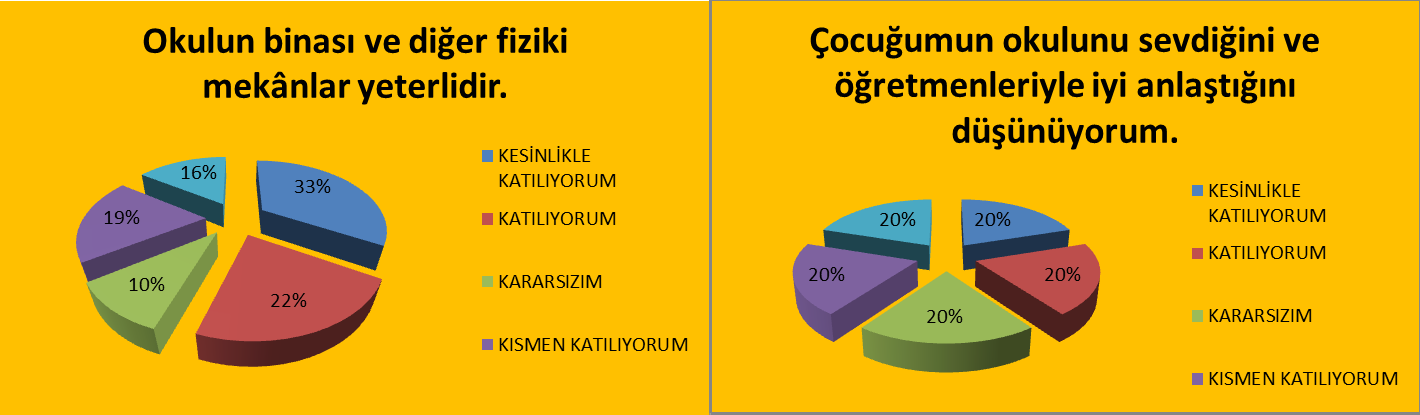 Okulun binası ve diğer fiziki
mekânlar yeterlidir.
16%
33%
19%
10%
22%
KESİNLİKLE
KATILIYORUM
KATILIYORUM
KARARSIZIM
KISMEN KATILIYORUM
Çocuğumun okulunu sevdiğini ve
öğretmenleriyle iyi anlaştığını
düşünüyorum.
20%
20%
20%
20%
20%
KESİNLİKLE
KATILIYORUM
KATILIYORUM
KARARSIZIM
KISMEN KATILIYORUM